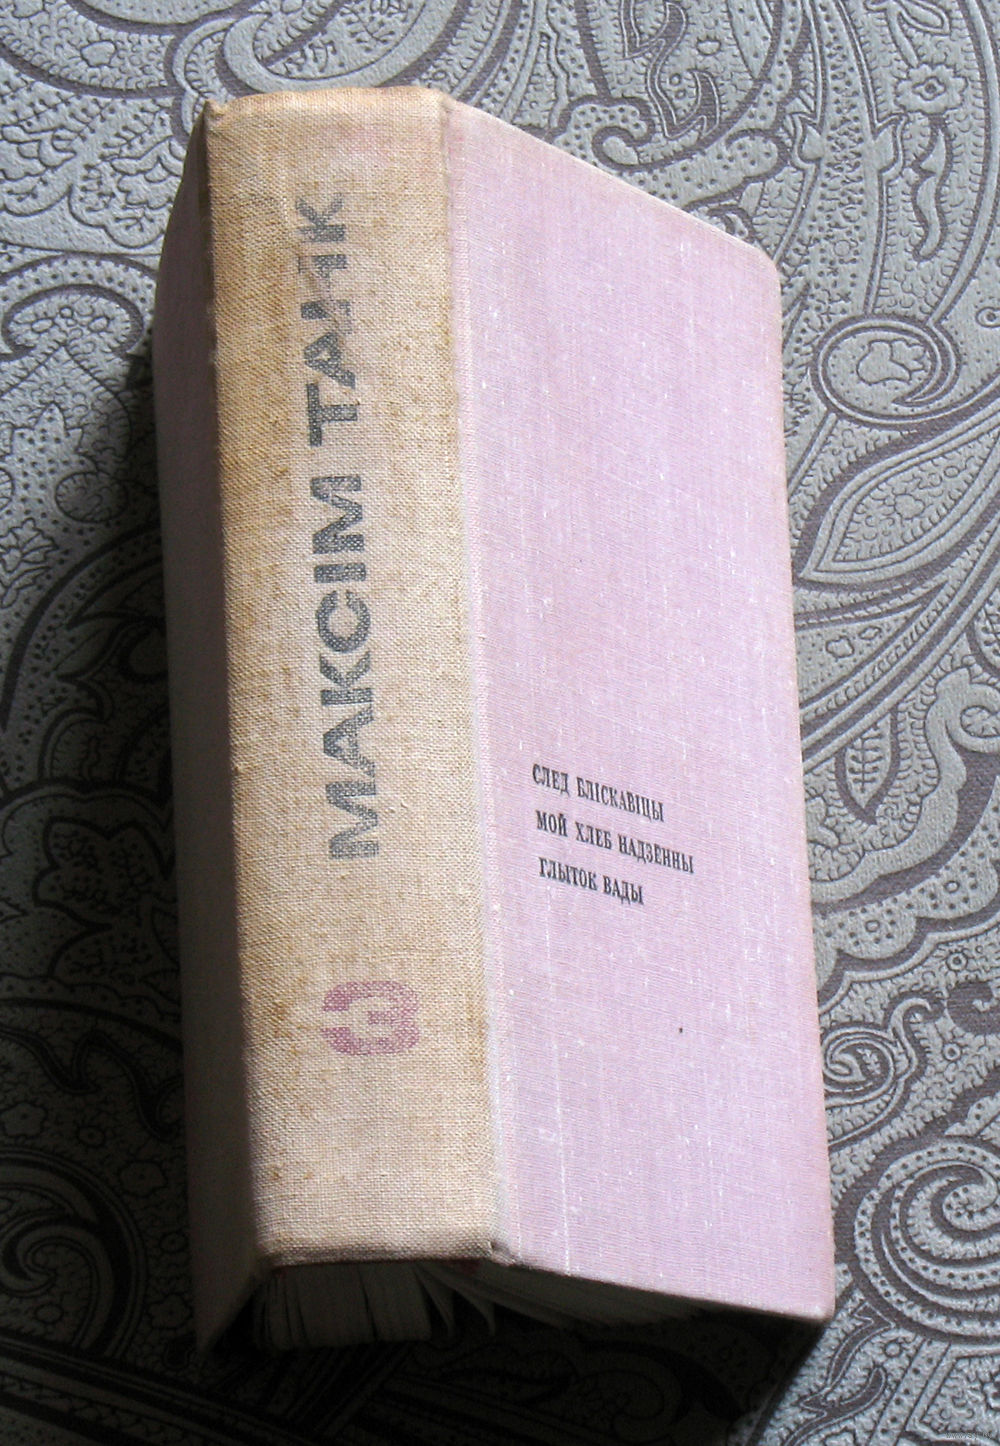 МАКСІМ ТАНК
3
СЛЕД БЛІСКАВІЦЫ
МОЙ ХЛЕБ НАДЗЁННЫ
ГЛЫТОК ВАДЫ